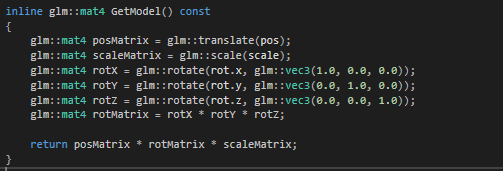 inline glm::mat4 GetModel() const
{
glm::mat4 posMatrix = glm::translate(pos);
glm::mat4 scaleMatrix = glm::scale(scale);
glm::mat4 rotX = glm::rotate(rot.x, glm::vec3(1.0, 0.0, 0.0));
glm::mat4 rotY = glm::rotate(rot.y, glm::vec3(0.0, 1.0, 0.0));
glm::mat4 rotZ = glm::rotate(rot.z, glm::vec3(0.0, 0.0, 1.0));
glm::mat4 rotMatrix = rotX * rotY * rotZ;
return posMatrix * rotMatrix * scaleMatrix;
}